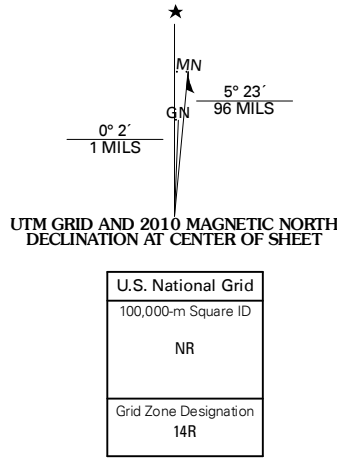 ★
MN
5° 23´
96 MILS
GN
0° 2´
1 MILS
UTM GRID AND 2010 MAGNETIC NORTH
DECLINATION AT CENTER OF SHEET
U.S. National Grid
100,000-m Square ID
NR
Grid Zone Designation
14R